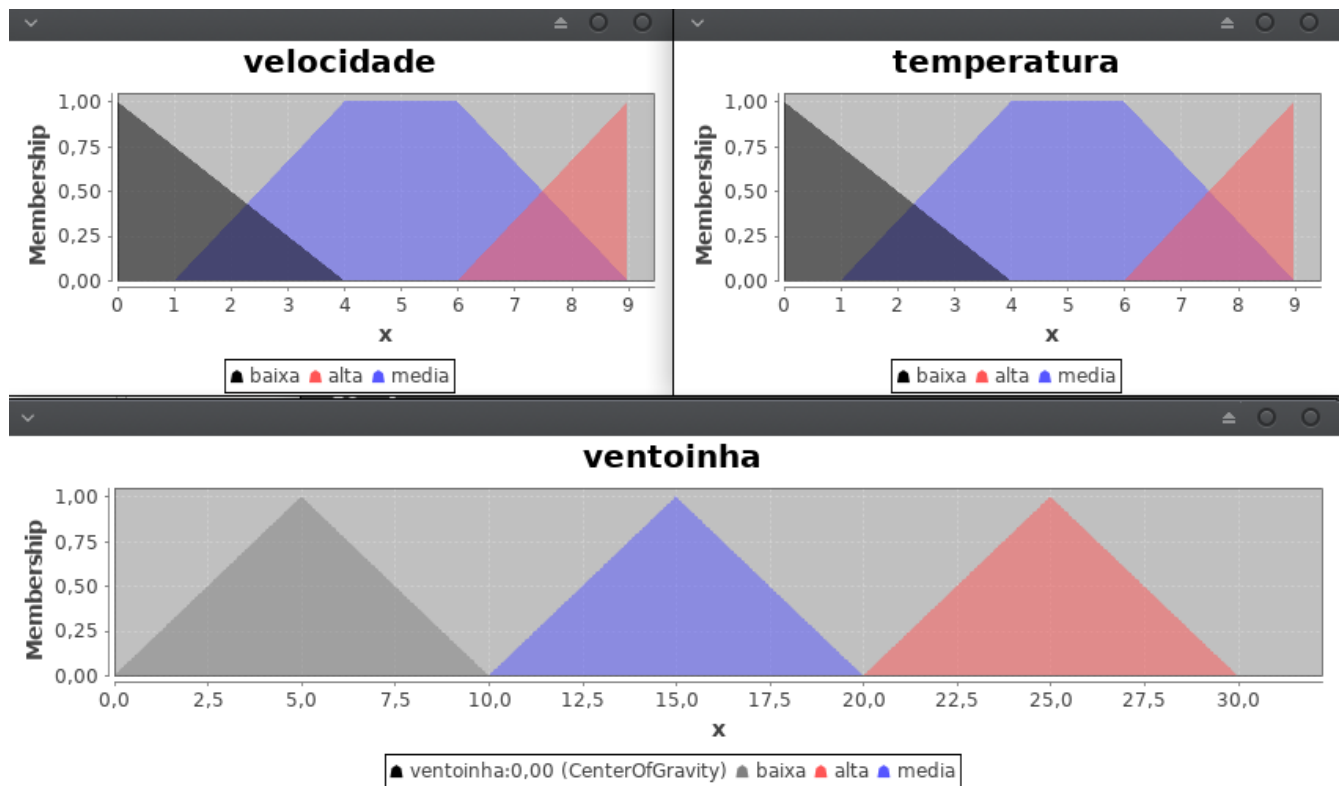 velocidade
Membership
1,00
0,75
0,50
0,25
0,00
0 1 2 3 4 5 6 7 8 9
x
baixa alta media
temperatura
Membership
1,00
0,75
0,50
0,25
0,00
0 1 2 3 4 5 6 7 8 9
x
baixa alta media
ventoinha
Membership
1,00
0,75
0,50
0,25
0,00
0,0 2,5 5,0 7,5 10,0 12,5 15,0 17,5 20,0 22,5 25,0 27,5 30,0
x
ventoinha:0,00 (CenterOfGravity) baixa alta media